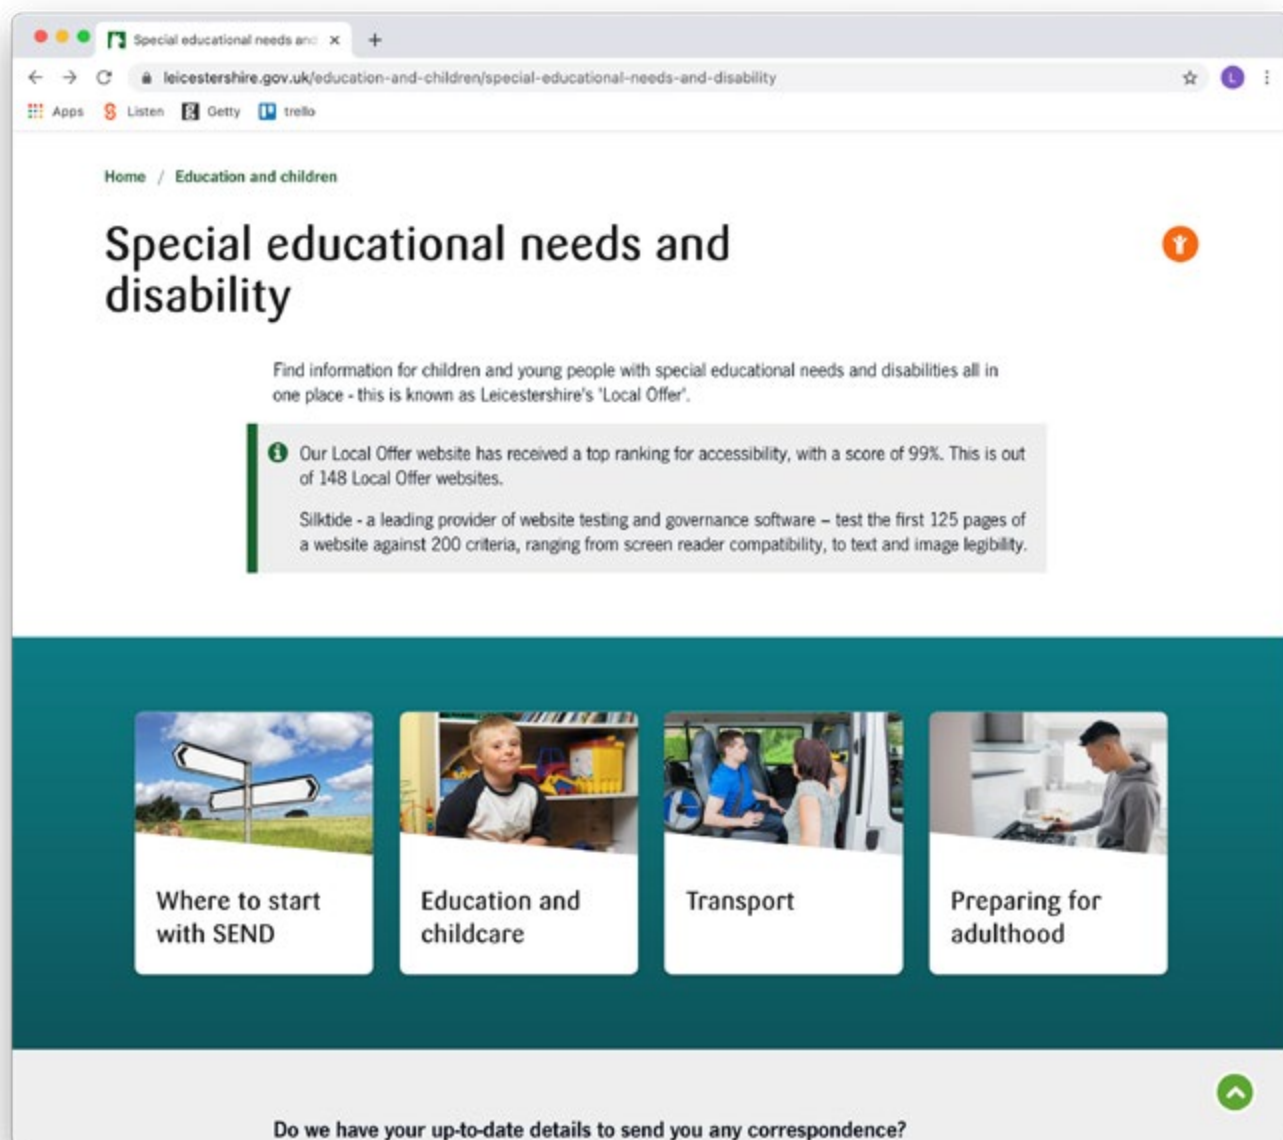 Special educational needs and
leicestershire.gov.uk/education-and-children/special-educational-needs-and-disability
L
Apps Listen Getty trello
Home / Education and children
Special educational needs and
disability
Find information for children and young people with special educational needs and disabilities all in
one place - this is known as Leicestershire's 'Local Offer'.
Our Local Offer website has received a top ranking for accessibility, with a score of 99%. This is out
of 148 Local Offer websites.
Silktide - a leading provider of website testing and governance software – test the first 125 pages of
a website against 200 criteria, ranging from screen reader compatibility, to text and image legibility.
Where to start
with SEND
Education and
childcare
Transport
Preparing for
adulthood
Do we have your up-to-date details to send you any correspondence?